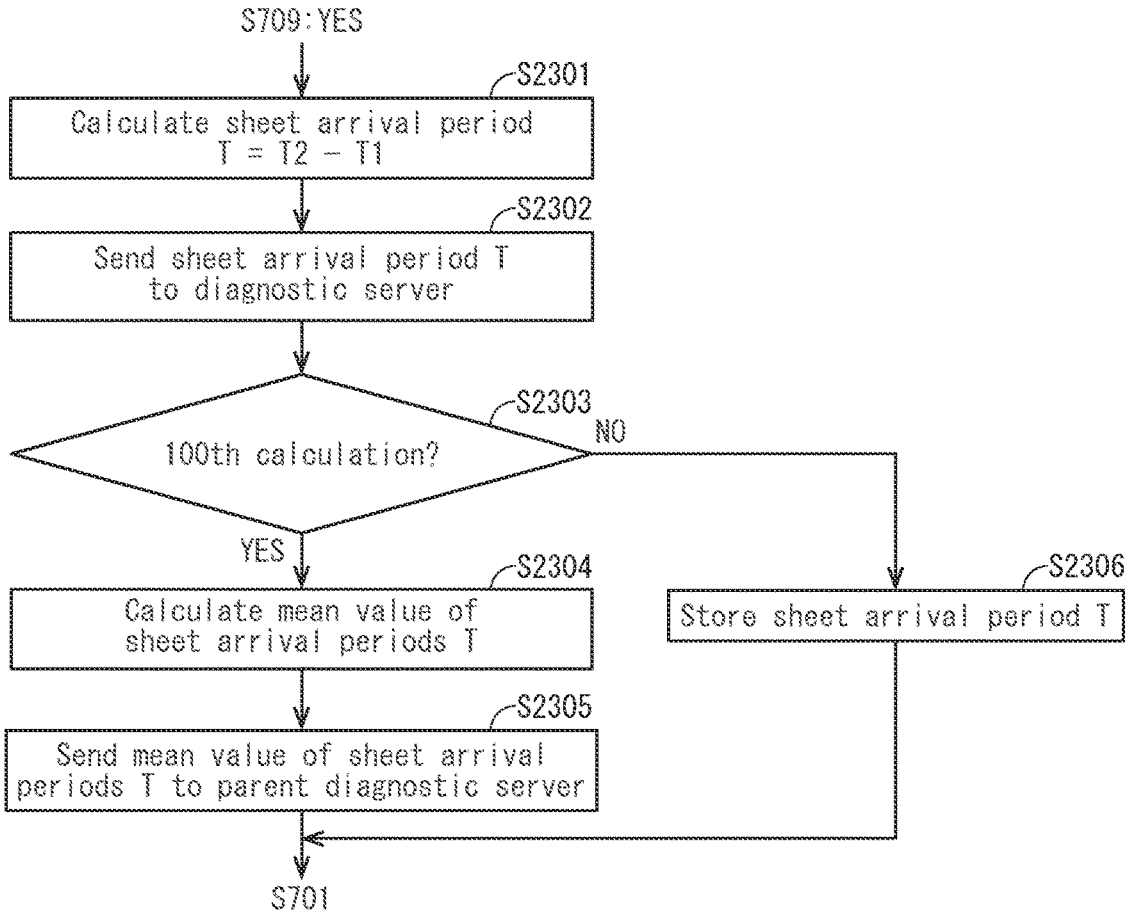 S709:YES
S2301
Calculate sheet arrival period
T = T2 − T1
S2302
Send sheet arrival period T
to diagnostic server
S2303
100th calculation?
NO
YES
S2304
Calculate mean value of
sheet arrival periods T
S2306
Store sheet arrival period T
S2305
Send mean value of sheet arrival
periods T to parent diagnostic server
S701